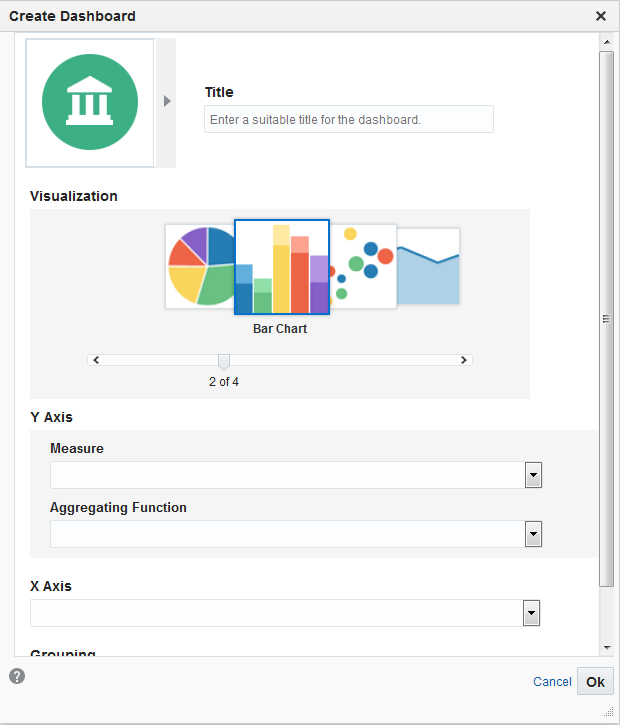 Create Dashboard
Title
Enter a suitable title for the dashboard.
Visualization
Bar Chart
2 of 4
Y Axis
Measure
Aggregating Function
X Axis
Grouping
Cancel Ok